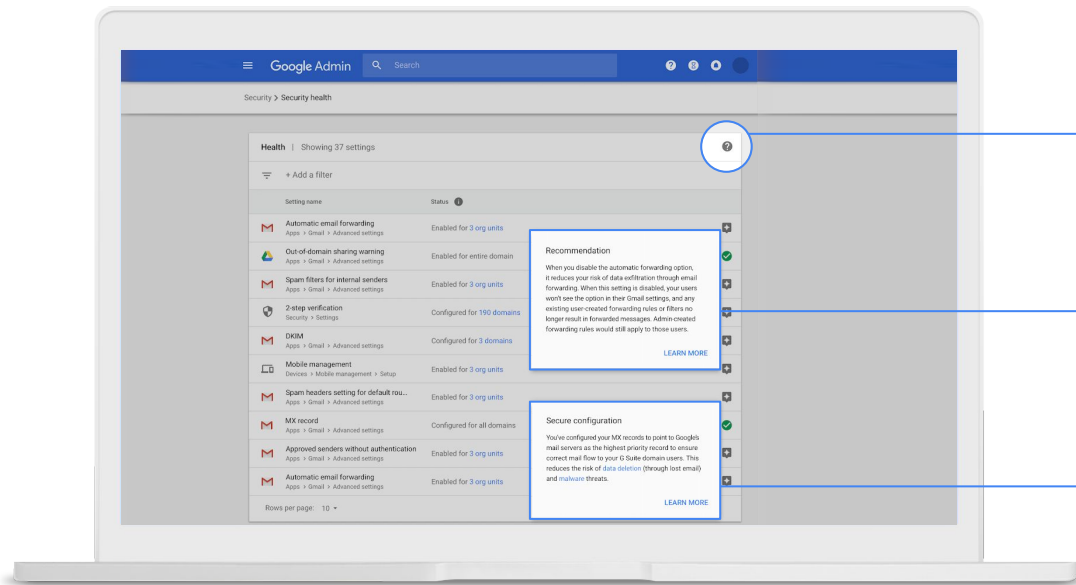 Google Admin
Search
Security > Security health
Health | Showing 37 settings
+ Add a filter
Setting name
Status
Automatic email forwarding
Apps > Gmail > Advanced settings
Enabled for 3 org units
Out-of-domain sharing warning
Apps > Gmail > Advanced settings
Enabled for entire domain
Spam filters for internal senders
Apps > Gmail > Advanced settings
Enabled for 3 org units
2-step verification
Security > Settings
Configured for 190 domains
DKIM
Apps > Gmail > Advanced settings
Configured for 3 domains
Mobile management
Devices > Mobile management > Setup
Enabled for 3 org units
Spam headers setting for default rou...
Apps > Gmail > Advanced settings
Enabled for 3 org units
MX record
Apps > Gmail > Advanced settings
Configured for all domains
Approved senders without authentication
Apps > Gmail > Advanced settings
Enabled for 3 org units
Automatic email forwarding
Apps > Gmail > Advanced settings
Enabled for 3 org units
Rows per page: 10
Recommendation
When you disable the automatic forwarding option,
it reduces your risk of data exfiltration through email
forwarding. When this setting is disabled, your users
won't see the option in their Gmail settings, and any
existing user-created forwarding rules or filters no
longer result in forwarded messages. Admin-created
forwarding rules would still apply to those users.
LEARN MORE
Secure configuration
You've configured your MX records to point to Google's
mail servers as the highest priority record to ensure
correct mail flow to your G Suite domain users. This
reduces the risk of data deletion (through lost email)
and malware threats.
LEARN MORE